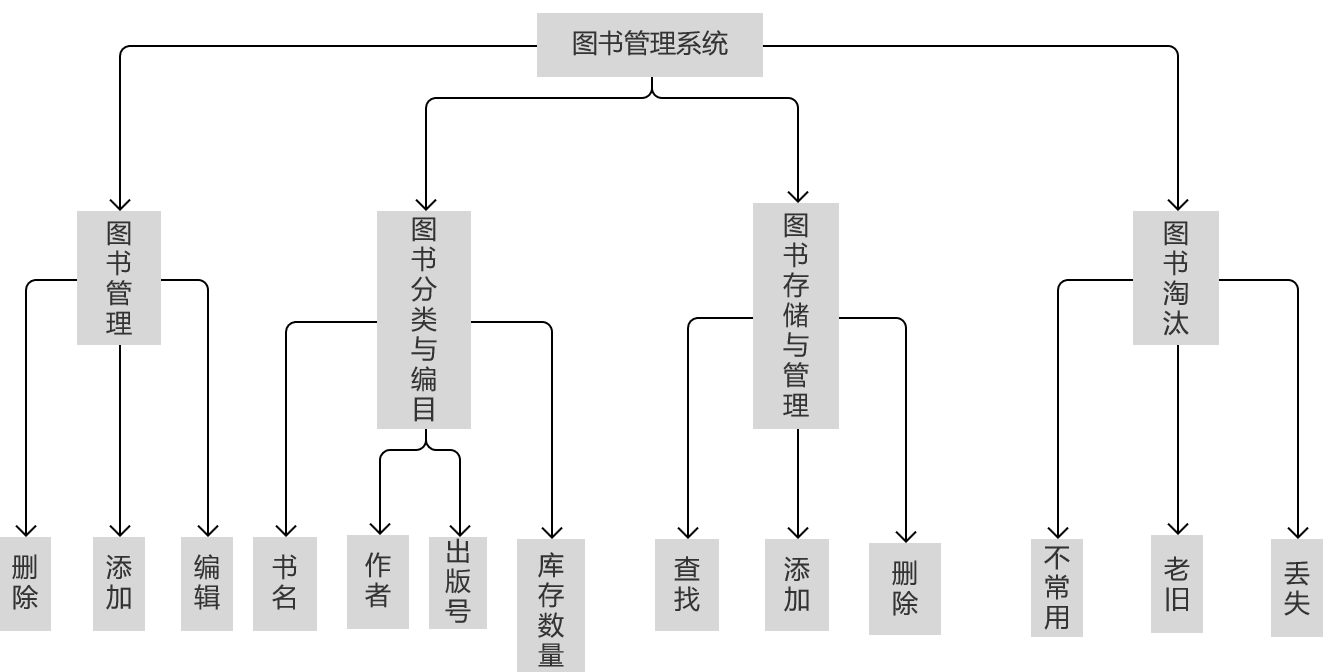 图书管理系统
图书管理
图书分类与编目
图书存储与管理
图书淘汰
删除
添加
编辑
书名
作者
出版号
库存数量
查找
添加
删除
不常用
老旧
丢失